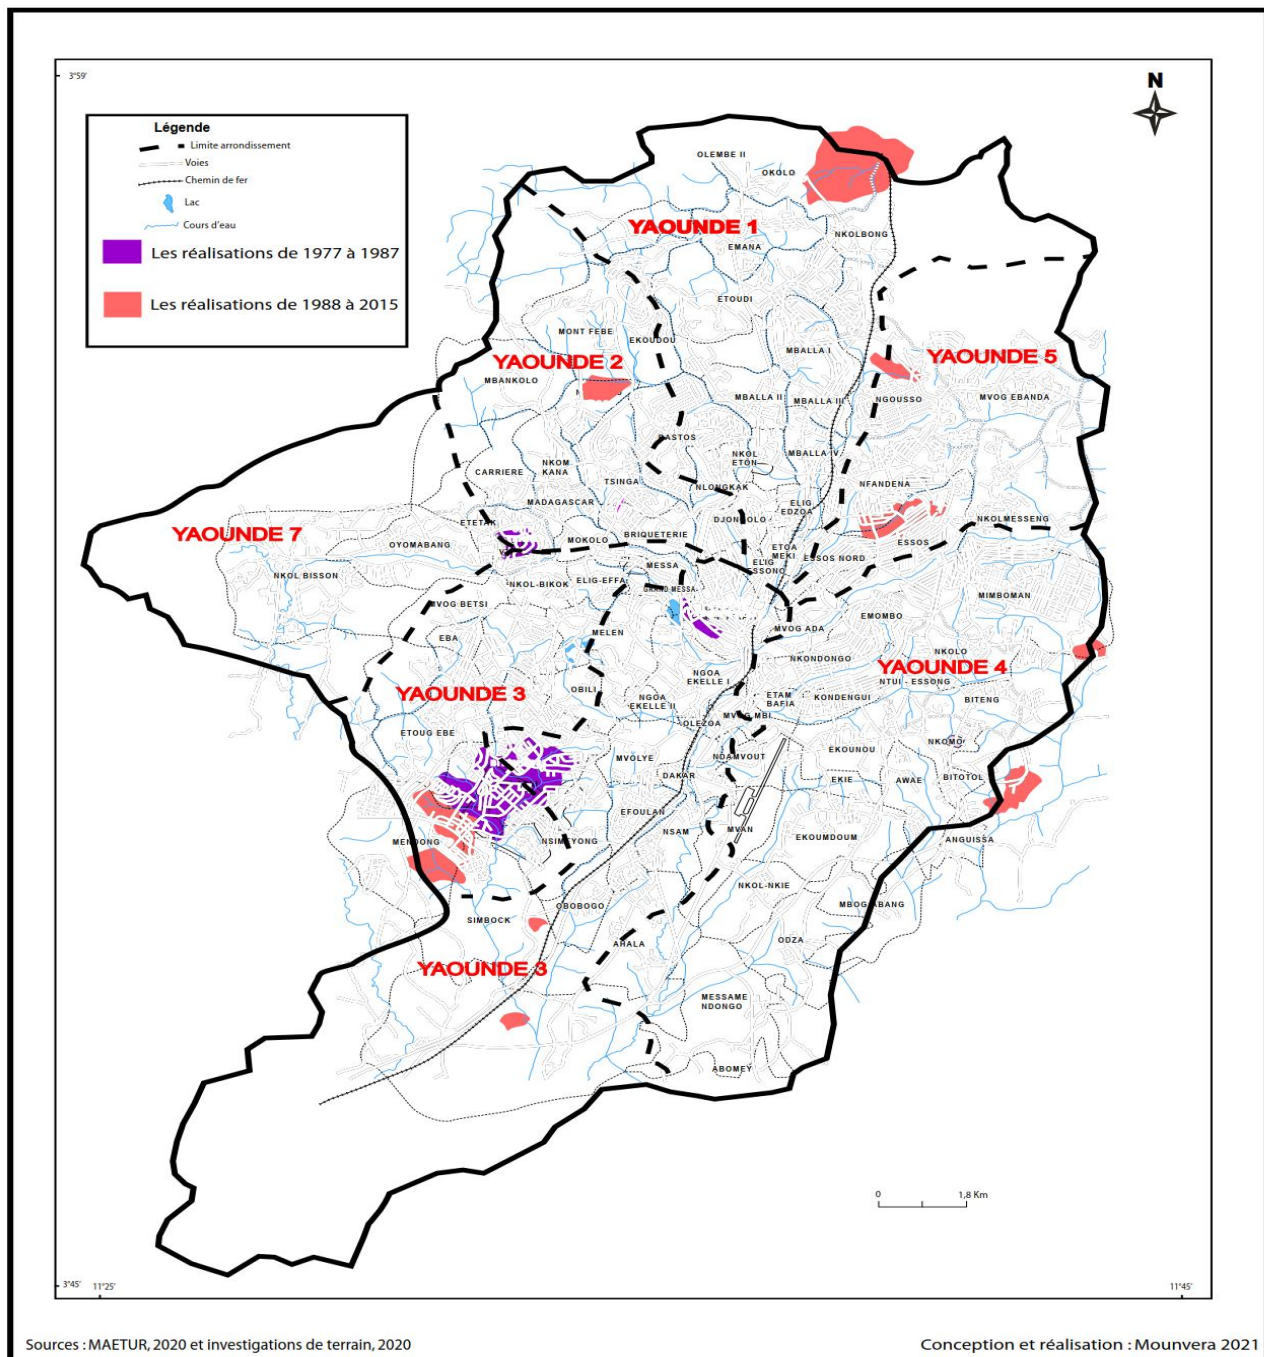 3°59'
N
Légende
Limite arrondissement
Voies
Chemin de fer
Lac
Cours d'eau
Les réalisations de 1977 à 1987
Les réalisations de 1988 à 2015
OLEMBE II
OKOLO
YAOUNDE 1
NKOLBONG
EMANA
ETOUDI
MONT FEBE
EKOUDOU
MBALLA I
YAOUNDE 5
YAOUNDE 2
MBANKOLO
MBALLA II
MBALLA III
NGOUSSO
MVOG EBANDA
BASTOS
NKOL
ETON
MBALLA IV
NKOM
KANA
CARRIERE
TSINGA
NLONGKAK
NFANDENA
MADAGASCAR
ELIG
EDZOA
ETETAK
DJONGOLO
NKOLMESSENG
YAOUNDE 7
OYOMABANG
MOKOLO
BRIQUETERIE
ETOA
MEKI
ESSOS
ESSOS NORD
MESSA
ELIG
ESSONO
NKOL BISSON
NKOL-BIKOK
ELIG-EFFA
GRAND MESSA
MIMBOMAN
MVOG BETSI
EMOMBO
EBA
MELEN
MVOG ADA
NKOLO
NKONDONGO
YAOUNDE 4
NGOA
EKELLE I
NTUI - ESSONG
YAOUNDE 3
OBILI
NGOA
EKELLE II
ETAM
BAFIA
KONDENGUI
BITENG
MVOG MBI
OLEZOA
ETOUG EBE
NKOMO
EKOUNOU
MVOLYE
NDAMVOUT
DAKAR
EKIE
AWAE
BITOTOL
EFOULAN
NSAM
MVAN
EKOUMDOUM
MENDONG
NSIMEYONG
ANGUISSA
NKOL-NKIE
OBOBOGO
MBOG ABANG
SIMBOCK
AHALA
ODZA
YAOUNDE 3
MESSAME
NDONGO
ABOMEY
0
1,8 Km
3°45'
11°25'
11°45'
Sources : MAETUR, 2020 et investigations de terrain, 2020
Conception et réalisation : Mounvera 2021